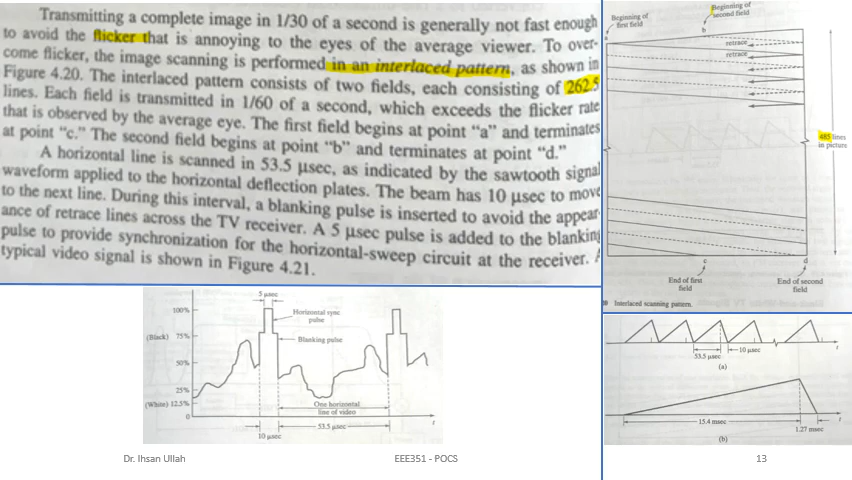 Transmitting a complete image in 1/30 of a second is generally not fast enough
to avoid the flicker that is annoying to the eyes of the average viewer. To over-
come flicker, the image scanning is performed in an interlaced pattern, as shown in
Figure 4.20. The interlaced pattern consists of two fields, each consisting of 262.5
lines. Each field is transmitted in 1/60 of a second, which exceeds the flicker rate
that is observed by the average eye. The first field begins at point “a” and terminates
at point “c.” The second field begins at point “b” and terminates at point “d.”
A horizontal line is scanned in 53.5 μsec, as indicated by the sawtooth signal
waveform applied to the horizontal deflection plates. The beam has 10 μsec to move
to the next line. During this interval, a blanking pulse is inserted to avoid the appear-
ance of retrace lines across the TV receiver. A 5 μsec pulse is added to the blanking
pulse to provide synchronization for the horizontal-sweep circuit at the receiver. A
typical video signal is shown in Figure 4.21.
Beginning of
first field
a
Beginning of
second field
b
retrace
retrace
485 lines
in picture
c
d
End of first
field
End of second
field
Interlaced scanning pattern.
5 μsec
100%
Horizontal sync
pulse
(Black) 75%
Blanking pulse
50%
25%
(White) 12.5%
0
One horizontal
line of video
t
53.5 μsec
10 μsec
53.5 μsec
10 μsec
t
(a)
15.4 msec
1.27 msec
t
(b)
Dr. Ihsan Ullah
EEE351 - POCS
13